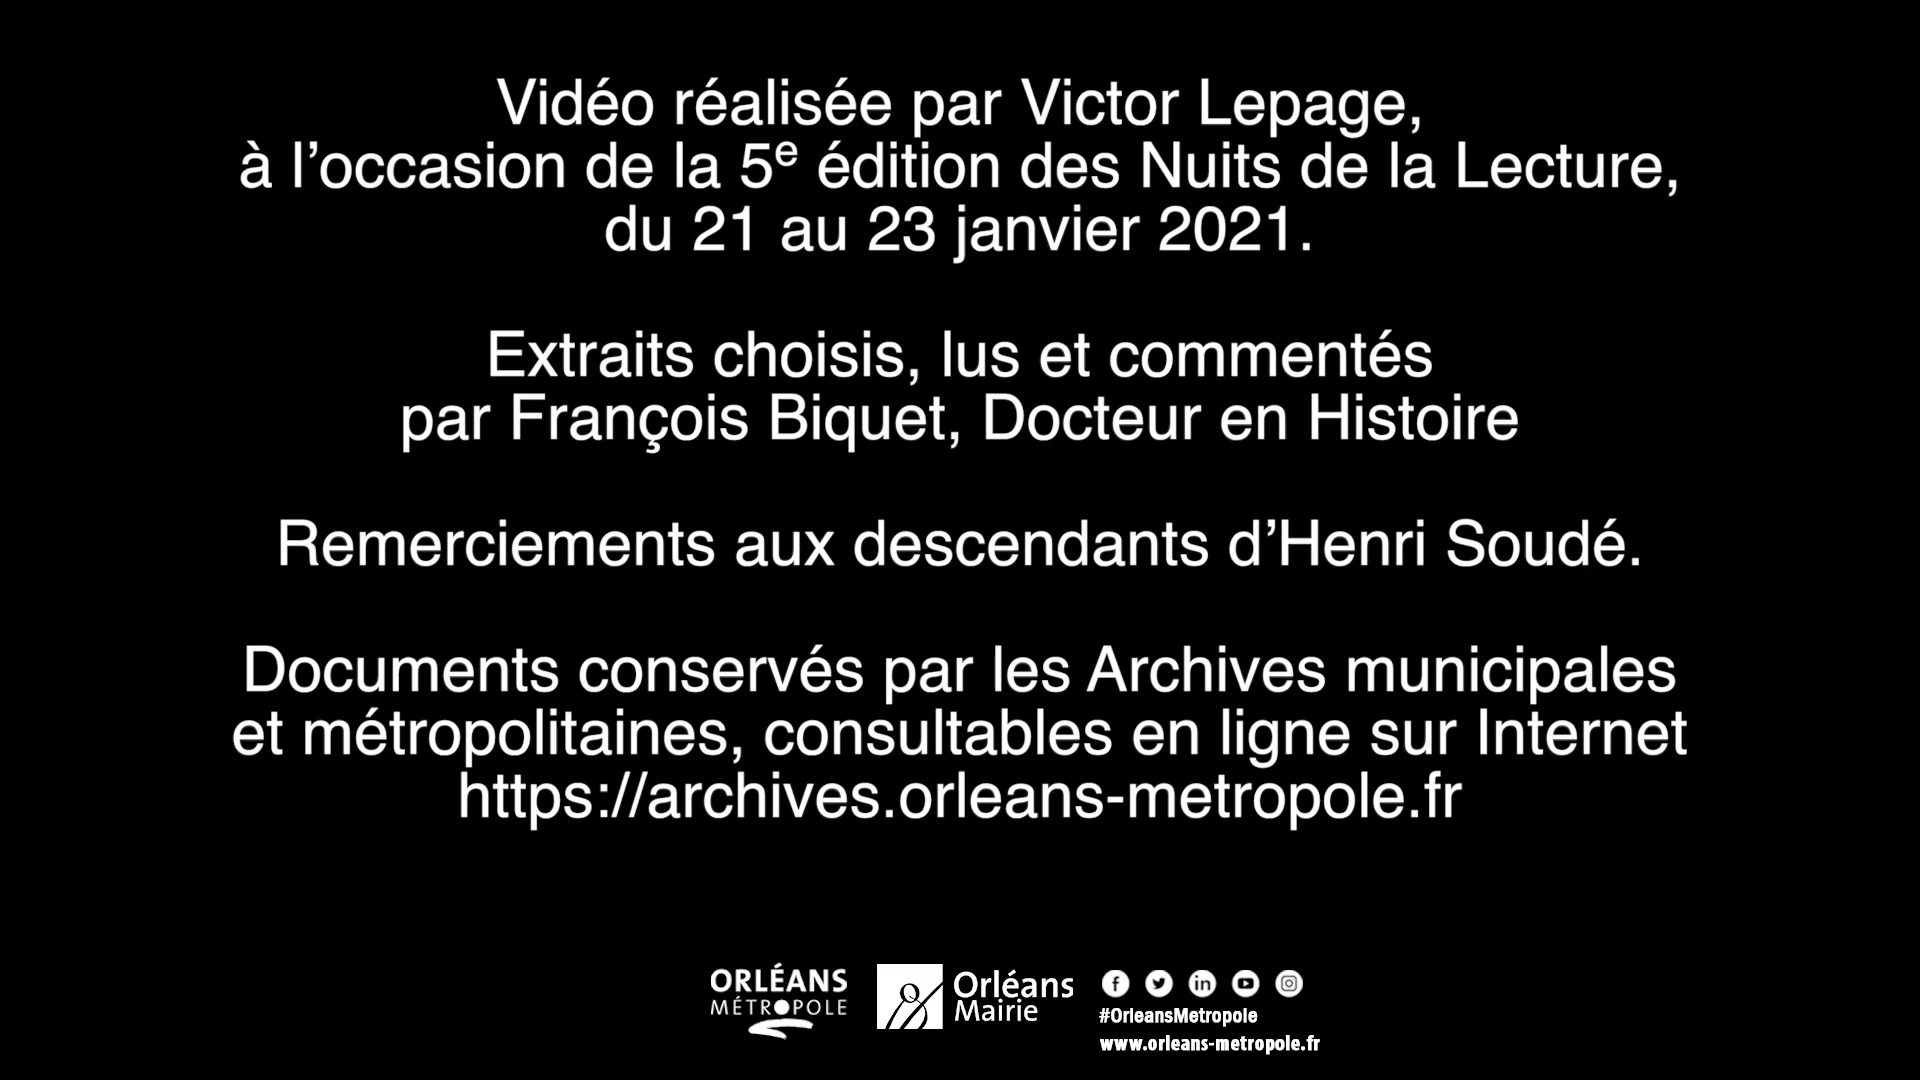 Vidéo réalisée par Victor Lepage,
à l’occasion de la 5e édition des Nuits de la Lecture,
du 21 au 23 janvier 2021.
Extraits choisis, lus et commentés
par François Biquet, Docteur en Histoire
Remerciements aux descendants d’Henri Soudé.
Documents conservés par les Archives municipales
et métropolitaines, consultables en ligne sur Internet
https://archives.orleans-metropole.fr
ORLÉANS
MÉTROPOLE
Orléans
Mairie
#OrleansMetropole
www.orleans-metropole.fr